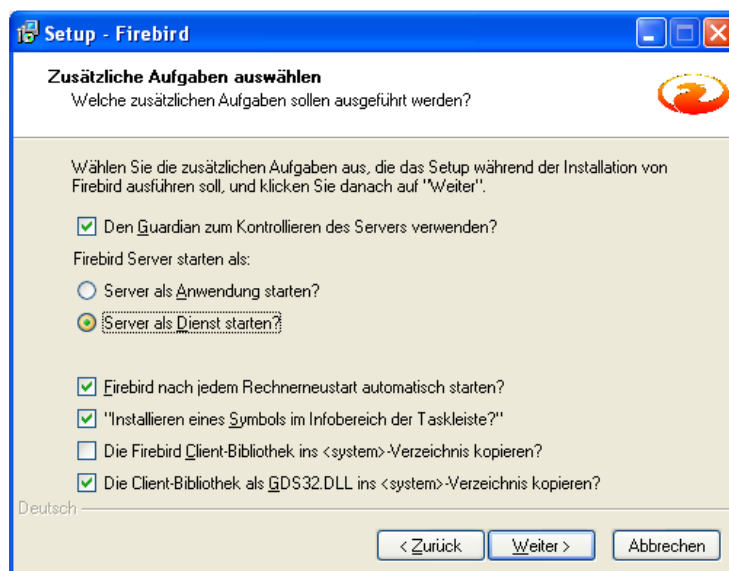 Setup - Firebird
Zusätzliche Aufgaben auswählen
Welche zusätzlichen Aufgaben sollen ausgeführt werden?
Wählen Sie die zusätzlichen Aufgaben aus, die das Setup während der Installation von
Firebird ausführen soll, und klicken Sie danach auf "Weiter".
Den Guardian zum Kontrollieren des Servers verwenden?
Firebird Server starten als:
Server als Anwendung starten?
Server als Dienst starten?
Firebird nach jedem Rechnerneustart automatisch starten?
"Installieren eines Symbols im Infobereich der Taskleiste?"
Die Firebird Client-Bibliothek ins <system>-Verzeichnis kopieren?
Die Client-Bibliothek als GDS32.DLL ins <system>-Verzeichnis kopieren?
Deutsch
< Zurück
Weiter >
Abbrechen